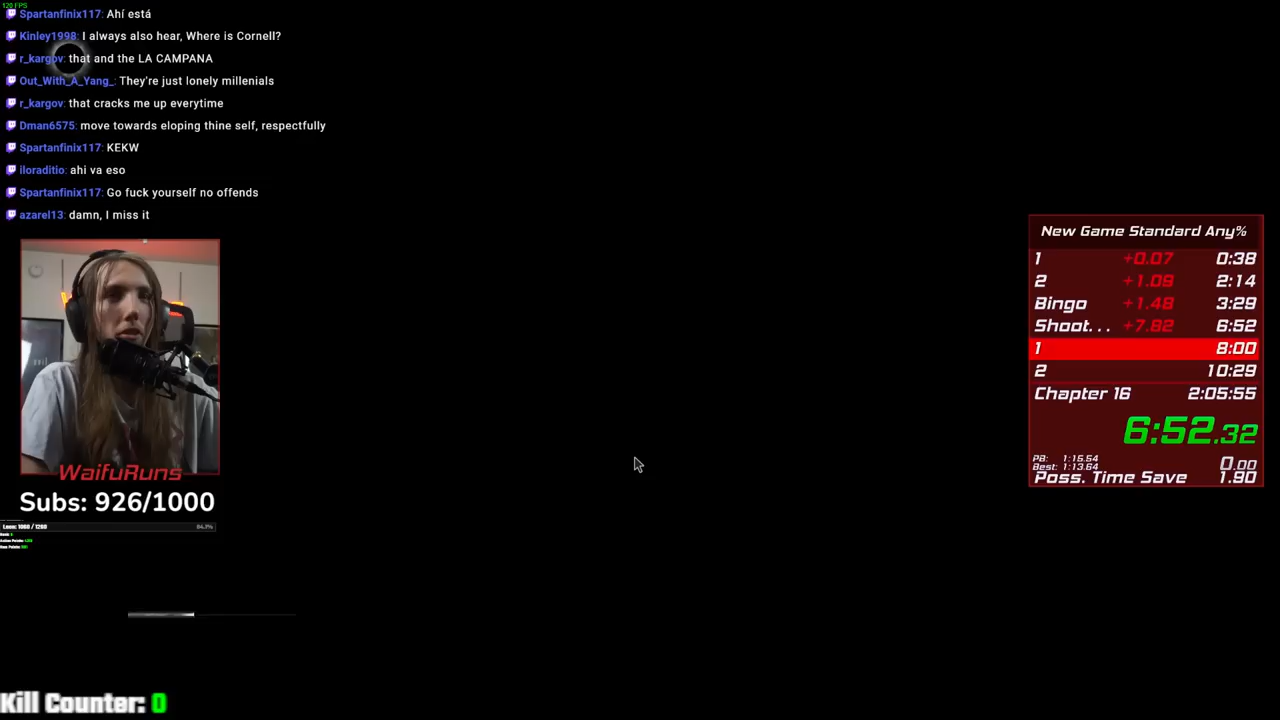 120 FPS
Spartanfinix117: Ahí está
Kinley1998: I always also hear, Where is Cornell?
r_kargov: that and the LA CAMPANA
Out_With_A_Yang_: They're just lonely millenials
r_kargov: that cracks me up everytime
Dman6575: move towards eloping thine self, respectfully
Spartanfinix117: KEKW
iloraditio: ahi va eso
Spartanfinix117: Go fuck yourself no offends
azarel13: damn, I miss it
WaifuRuns
Subs: 926/1000
New Game Standard Any%
1 +0.07 0:38
2 +1.09 2:14
Bingo +1.48 3:29
Shoot... +7.82 6:52
1 8:00
2 10:29
Chapter 16 2:05:55
6:52.32
PB: 1:15.54 0.00
Best: 1:13.64
Poss. Time Save 1.90
Kill Counter: 0